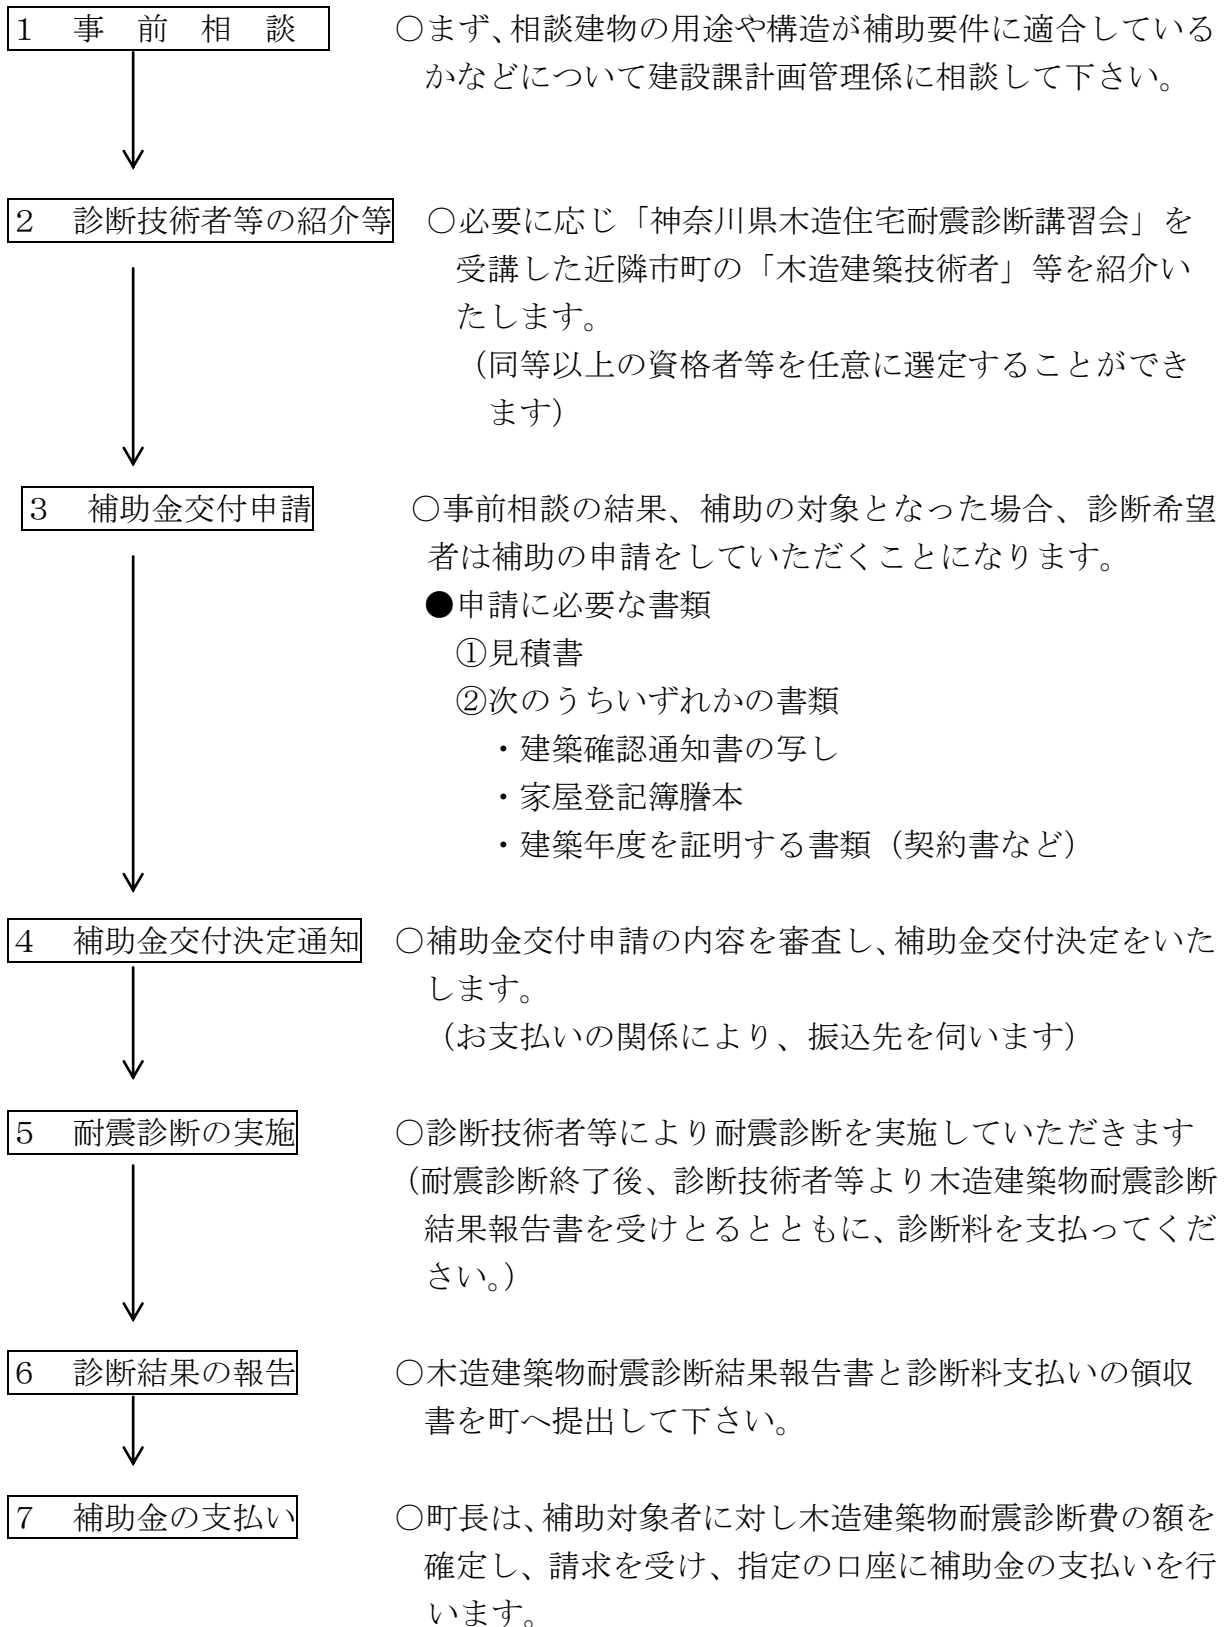 １　事　前　相　談
○まず、相談建物の用途や構造が補助要件に適合している
かなどについて建設課計画管理係に相談して下さい。
２　診断技術者等の紹介等
○必要に応じ「神奈川県木造住宅耐震診断講習会」を
受講した近隣市町の「木造建築技術者」等を紹介い
たします。
（同等以上の資格者等を任意に選定することができ
ます）
３　補助金交付申請
○事前相談の結果、補助の対象となった場合、診断希望
者は補助の申請をしていただくことになります。
●申請に必要な書類
①見積書
②次のうちいずれかの書類
・建築確認通知書の写し
・家屋登記簿謄本
・建築年度を証明する書類（契約書など）
４　補助金交付決定通知
○補助金交付申請の内容を審査し、補助金交付決定をいた
します。
（お支払いの関係により、振込先を伺います）
５　耐震診断の実施
○診断技術者等により耐震診断を実施していただきます
（耐震診断終了後、診断技術者等より木造建築物耐震診断
結果報告書を受けとるとともに、診断料を支払ってくだ
さい。）
６　診断結果の報告
○木造建築物耐震診断結果報告書と診断料支払いの領収
書を町へ提出して下さい。
７　補助金の支払い
○町長は、補助対象者に対し木造建築物耐震診断費の額を
確定し、請求を受け、指定の口座に補助金の支払いを行
います。